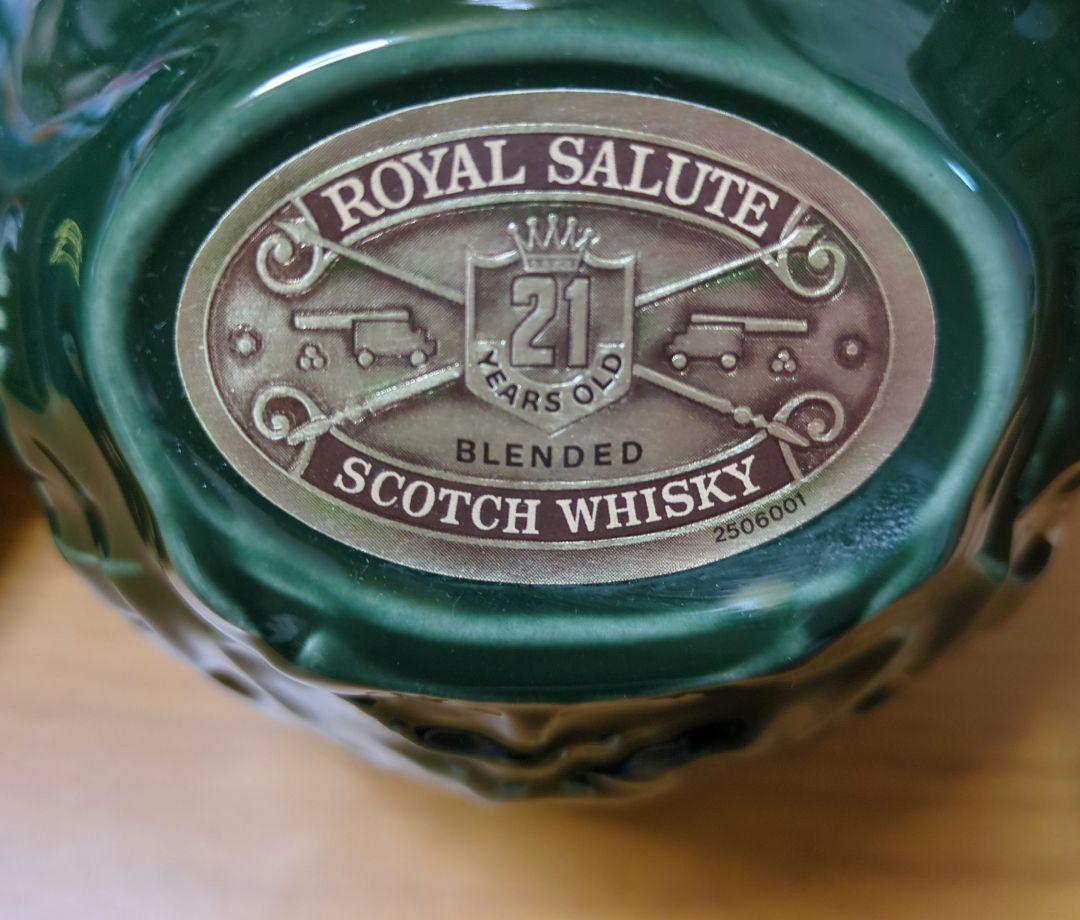 ROYAL SALUTE
21
YEARS OLD
BLENDED
SCOTCH WHISKY
2506001